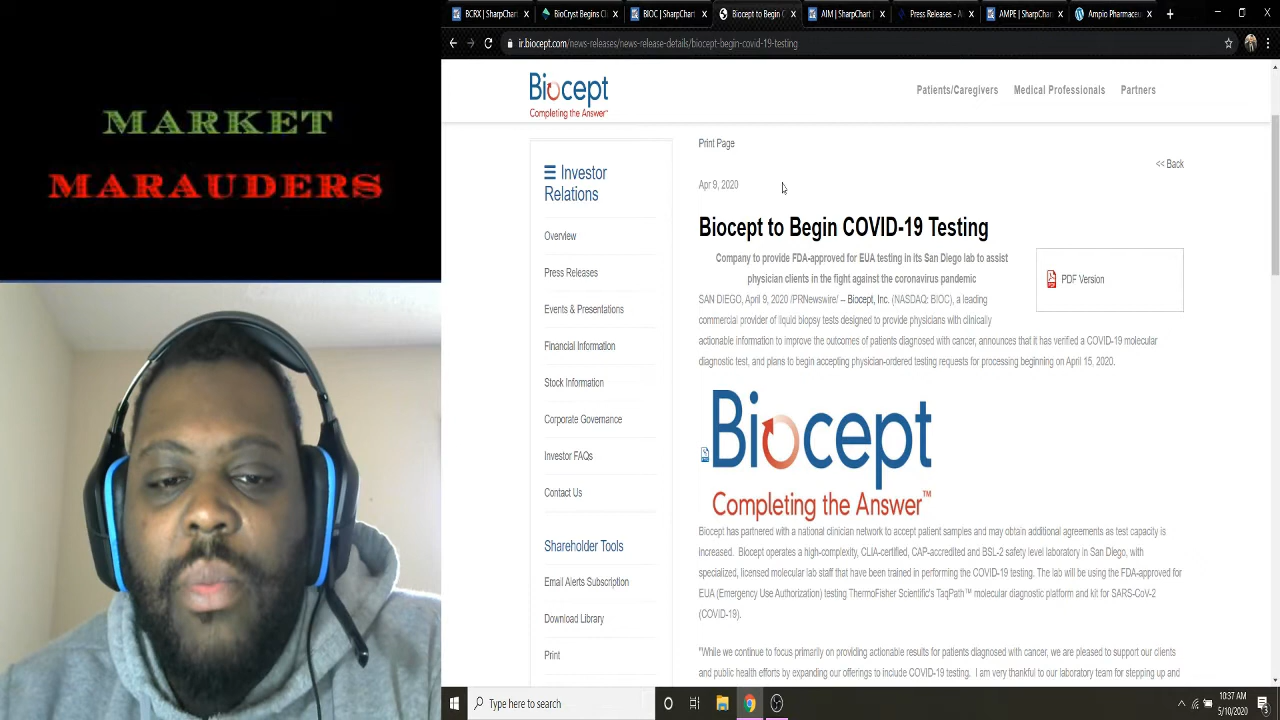 BCRX | SharpChar
BioCryst Begins Cl
BIOC | SharpChart
Biocept to Begin C
AIM | SharpCharts
Press Releases - A
AMPE | SharpChart
Ampio Pharmaceu
ir.biocept.com/news-releases/news-release-details/biocept-begin-covid-19-testing
MARKET
MARAUDERS
Biocept
Completing the Answer™
Patients/Caregivers
Medical Professionals
Partners
Investor
Relations
Overview
Press Releases
Events & Presentations
Financial Information
Stock Information
Corporate Governance
Investor FAQs
Contact Us
Shareholder Tools
Email Alerts Subscription
Download Library
Print
Print Page
<< Back
Apr 9, 2020
Biocept to Begin COVID-19 Testing
Company to provide FDA-approved for EUA testing in its San Diego lab to assist
physician clients in the fight against the coronavirus pandemic
PDF Version
SAN DIEGO, April 9, 2020 /PRNewswire/ – Biocept, Inc. (NASDAQ: BIOC), a leading
commercial provider of liquid biopsy tests designed to provide physicians with clinically
actionable information to improve the outcomes of patients diagnosed with cancer, announces that it has verified a COVID-19 molecular
diagnostic test, and plans to begin accepting physician-ordered testing requests for processing beginning on April 15, 2020.
Biocept
Completing the Answer™
Biocept has partnered with a national clinician network to accept patient samples and may obtain additional agreements as test capacity is
increased. Biocept operates a high-complexity, CLIA-certified, CAP-accredited and BSL-2 safety level laboratory in San Diego, with
specialized, licensed molecular lab staff that have been trained in performing the COVID-19 testing. The lab will be using the FDA-approved for
EUA (Emergency Use Authorization) testing ThermoFisher Scientific's TaqPath™ molecular diagnostic platform and kit for SARS-CoV-2
(COVID-19).
"While we continue to focus primarily on providing actionable results for patients diagnosed with cancer, we are pleased to support our clients
and public health efforts by expanding our offerings to include COVID-19 testing. I am very thankful to our laboratory team for stepping up and
Type here to search
10:37 AM
5/10/2020